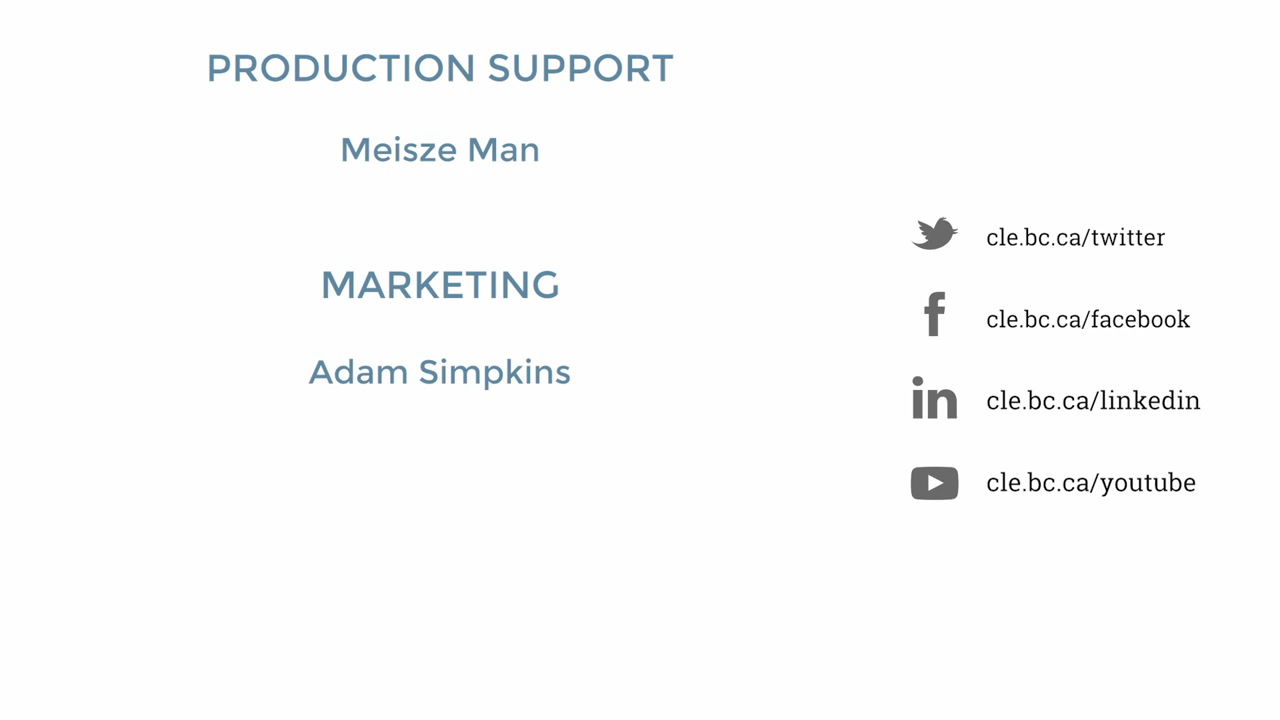 PRODUCTION SUPPORT
Meisze Man
MARKETING
Adam Simpkins
cle.bc.ca/twitter
cle.bc.ca/facebook
cle.bc.ca/linkedin
cle.bc.ca/youtube